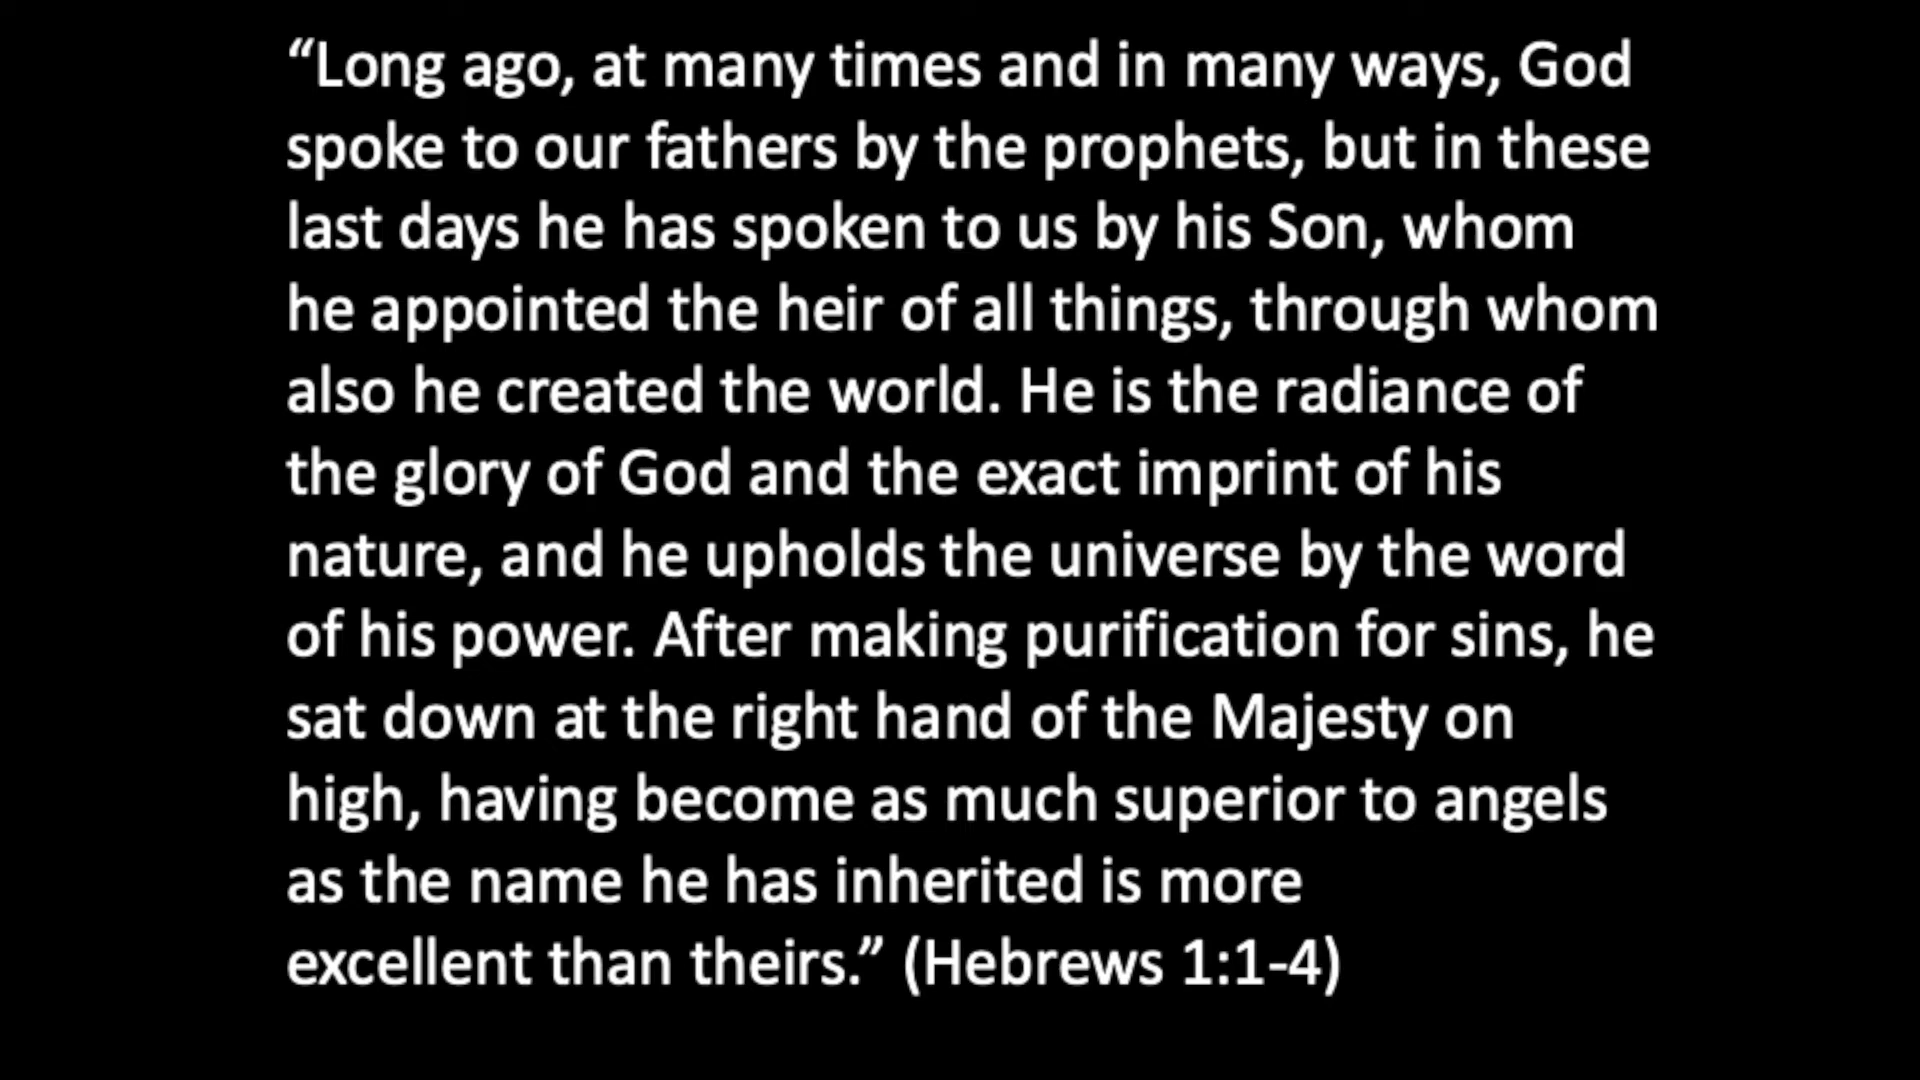 “Long ago, at many times and in many ways, God
spoke to our fathers by the prophets, but in these
last days he has spoken to us by his Son, whom
he appointed the heir of all things, through whom
also he created the world. He is the radiance of
the glory of God and the exact imprint of his
nature, and he upholds the universe by the word
of his power. After making purification for sins, he
sat down at the right hand of the Majesty on
high, having become as much superior to angels
as the name he has inherited is more
excellent than theirs.” (Hebrews 1:1-4)